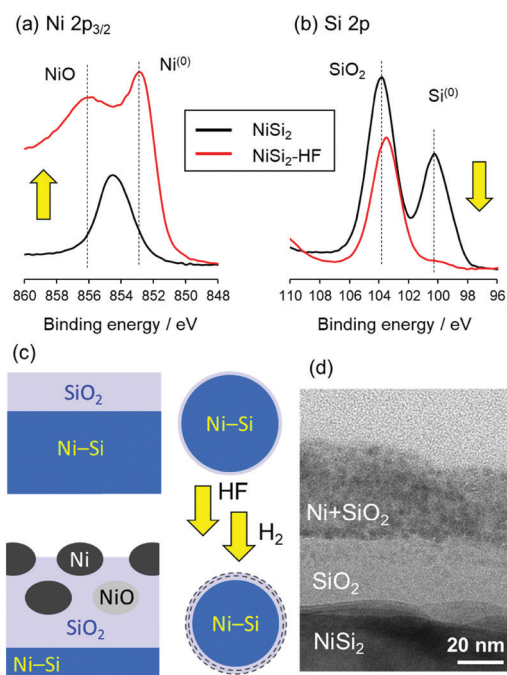 (a) Ni 2p3/2
NiO
Ni(0)
860 858 856 854 852 850 848
Binding energy / eV
(b) Si 2p
SiO2
Si(0)
110 108 106 104 102 100 98 96
Binding energy / eV
NiSi2
NiSi2-HF
(c)
SiO2
Ni–Si
Ni–Si
HF
H2
Ni
NiO
SiO2
Ni–Si
Ni–Si
(d)
Ni+SiO2
SiO2
NiSi2
20 nm